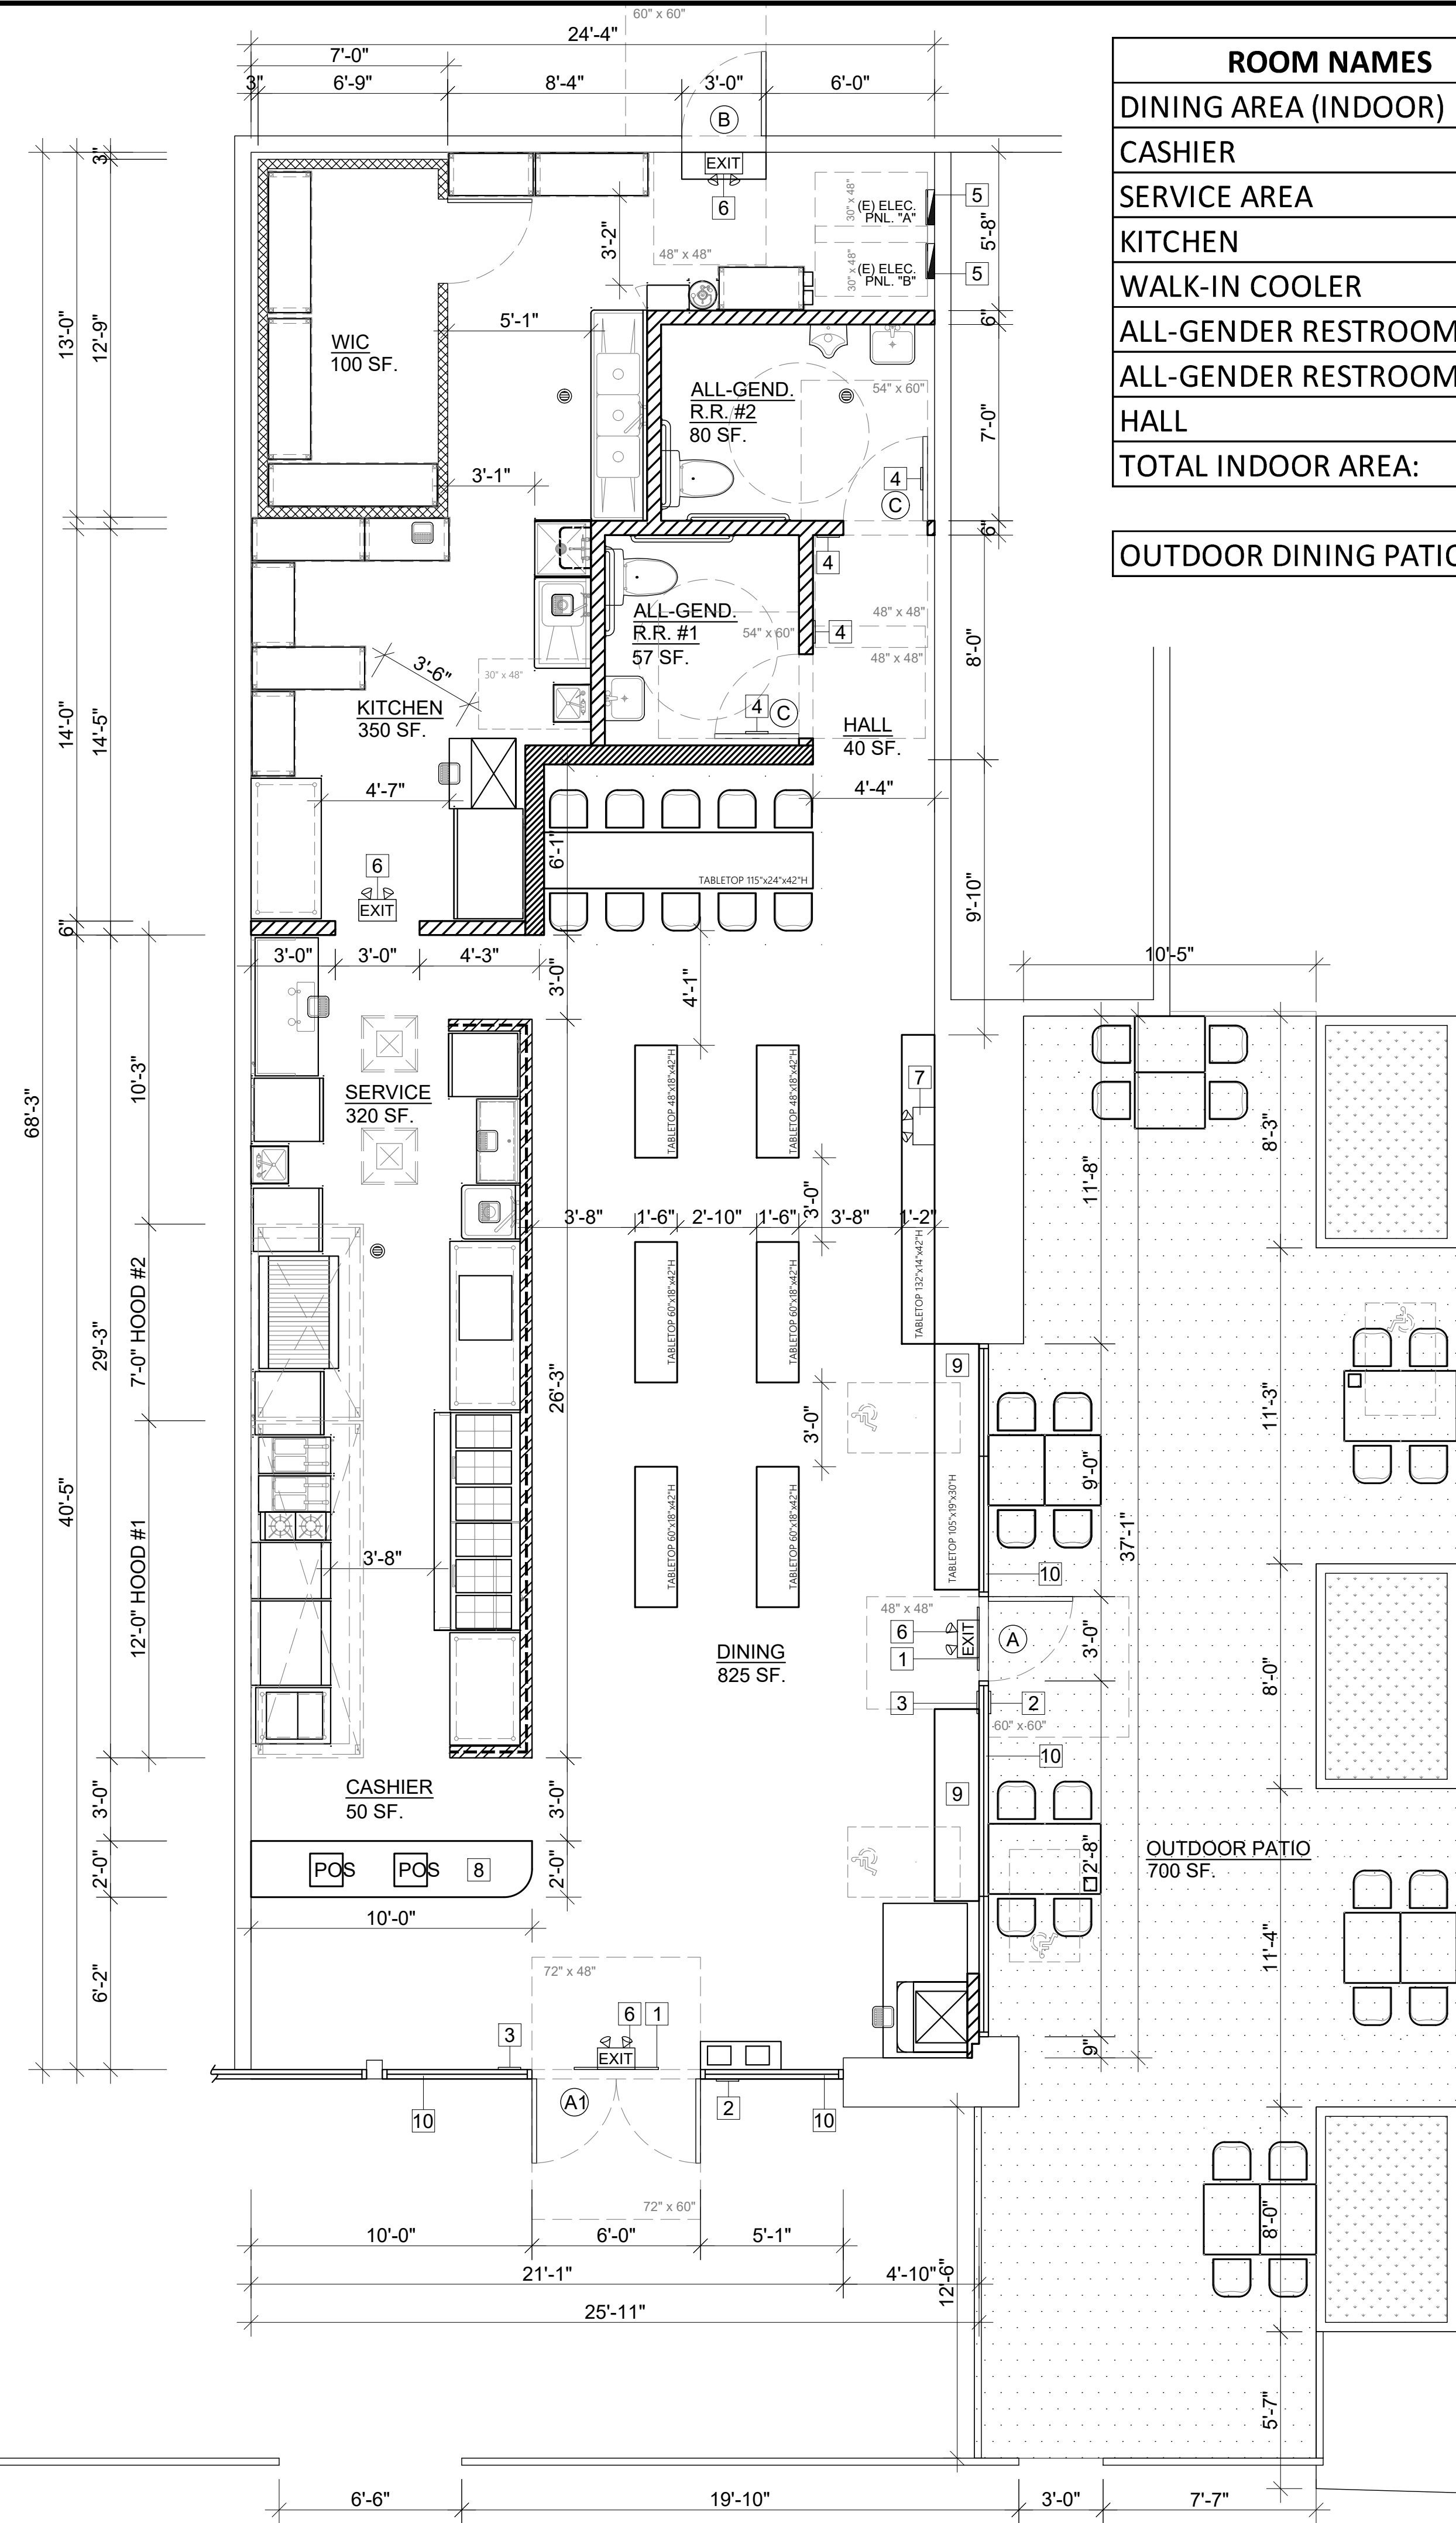 60" x 60"
24'-4"
7'-0"
3"
6'-9"
8'-4"
3'-0"
6'-0"
B
EXIT
6
3"
13'-0"
12'-9"
3'-2"
48" x 48"
30" x 48"
(E) ELEC.
PNL. "A"
5
30" x 48"
(E) ELEC.
PNL. "B"
5
5'-8"
6"
WIC
100 SF.
5'-1"
ALL-GEND.
R.R. #2
80 SF.
54" x 60"
7'-0"
3'-1"
4
C
6"
4
ALL-GEND.
R.R. #1
57 SF.
54" x 60"
48" x 48"
4
48" x 48"
8'-0"
3'-6"
30" x 48"
KITCHEN
350 SF.
4
C
HALL
40 SF.
14'-0"
14'-5"
4'-7"
4'-4"
6'-1"
TABLETOP 115"x24"x42"H
9'-10"
6
EXIT
6"
3'-0"
3'-0"
4'-3"
3'-0"
4'-1"
10'-5"
68'-3"
40'-5"
29'-3"
10'-3"
SERVICE
320 SF.
TABLETOP 48"x18"x42"H
TABLETOP 48"x18"x42"H
7
11'-8"
8'-3"
3'-8"
1'-6"
2'-10"
1'-6"
3'-0"
3'-8"
1'-2"
7'-0" HOOD #2
TABLETOP 60"x18"x42"H
TABLETOP 60"x18"x42"H
TABLETOP 132"x14"x42"H
26'-3"
9
3'-0"
11'-3"
9'-0"
12'-0" HOOD #1
3'-8"
TABLETOP 60"x18"x42"H
TABLETOP 60"x18"x42"H
TABLETOP 105"x19"x30"H
37'-1"
10
48" x 48"
6
EXIT
A
1
3'-0"
DINING
825 SF.
3
2
60" x 60"
8'-0"
10
CASHIER
50 SF.
3'-0"
3'-0"
9
OUTDOOR PATIO
700 SF.
12'-8"
POS
POS
8
2'-0"
2'-0"
10'-0"
6'-2"
72" x 48"
11'-4"
3
6
1
EXIT
9"
10
A1
2
10
72" x 60"
10'-0"
6'-0"
5'-1"
21'-1"
4'-10"
12'-6"
25'-11"
8'-0"
5'-7"
6'-6"
19'-10"
3'-0"
7'-7"
ROOM NAMES
DINING AREA (INDOOR)
CASHIER
SERVICE AREA
KITCHEN
WALK-IN COOLER
ALL-GENDER RESTROOM
ALL-GENDER RESTROOM
HALL
TOTAL INDOOR AREA:
OUTDOOR DINING PATIO